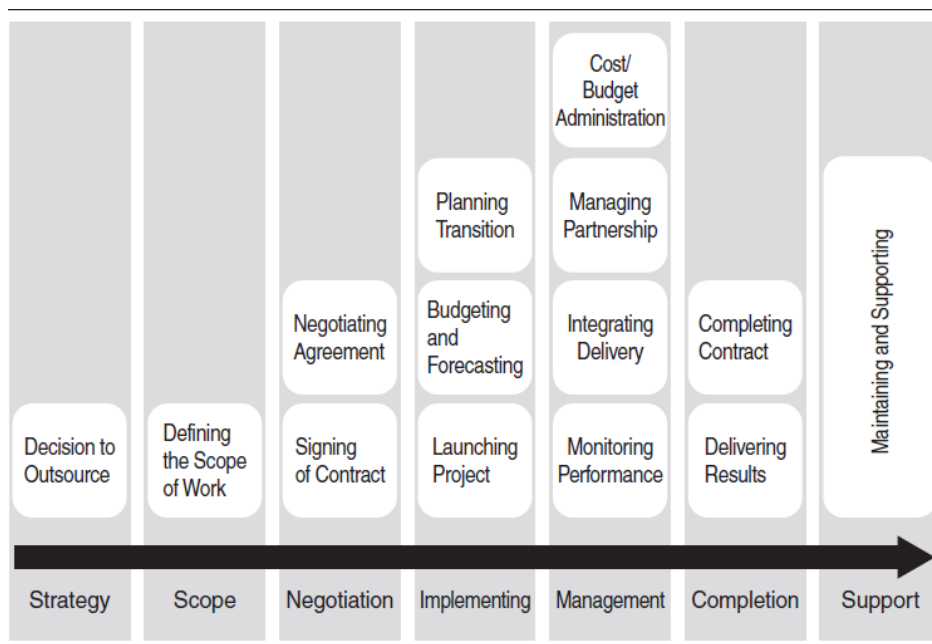 Cost/
Budget
Administration
Planning
Transition
Managing
Partnership
Negotiating
Agreement
Budgeting
and
Forecasting
Integrating
Delivery
Completing
Contract
Maintaining and Supporting
Decision to
Outsource
Defining
the Scope
of Work
Signing
of Contract
Launching
Project
Monitoring
Performance
Delivering
Results
Strategy
Scope
Negotiation
Implementing
Management
Completion
Support